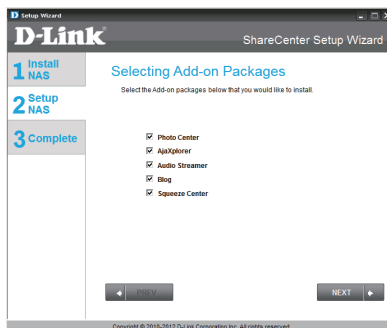 Setup Wizard
D-Link
ShareCenter Setup Wizard
1 Install NAS
2 Setup NAS
3 Complete
Selecting Add-on Packages
Select the Add-on packages below that you would like to install.
Photo Center
AjaXplorer
Audio Streamer
Blog
Squeeze Center
PREV
NEXT
Copyright © 2010-2012 D-Link Corporation Inc. All rights reserved